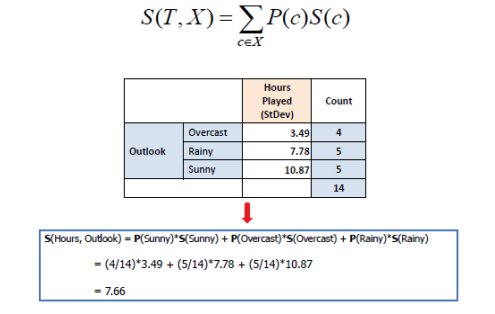 S(T, X) = ∑ P(c)S(c)
c∈X
Hours Played (StDev) Count
Outlook Overcast 3.49 4
Rainy 7.78 5
Sunny 10.87 5
14
S(Hours, Outlook) = P(Sunny)*S(Sunny) + P(Overcast)*S(Overcast) + P(Rainy)*S(Rainy)
= (4/14)*3.49 + (5/14)*7.78 + (5/14)*10.87
= 7.66